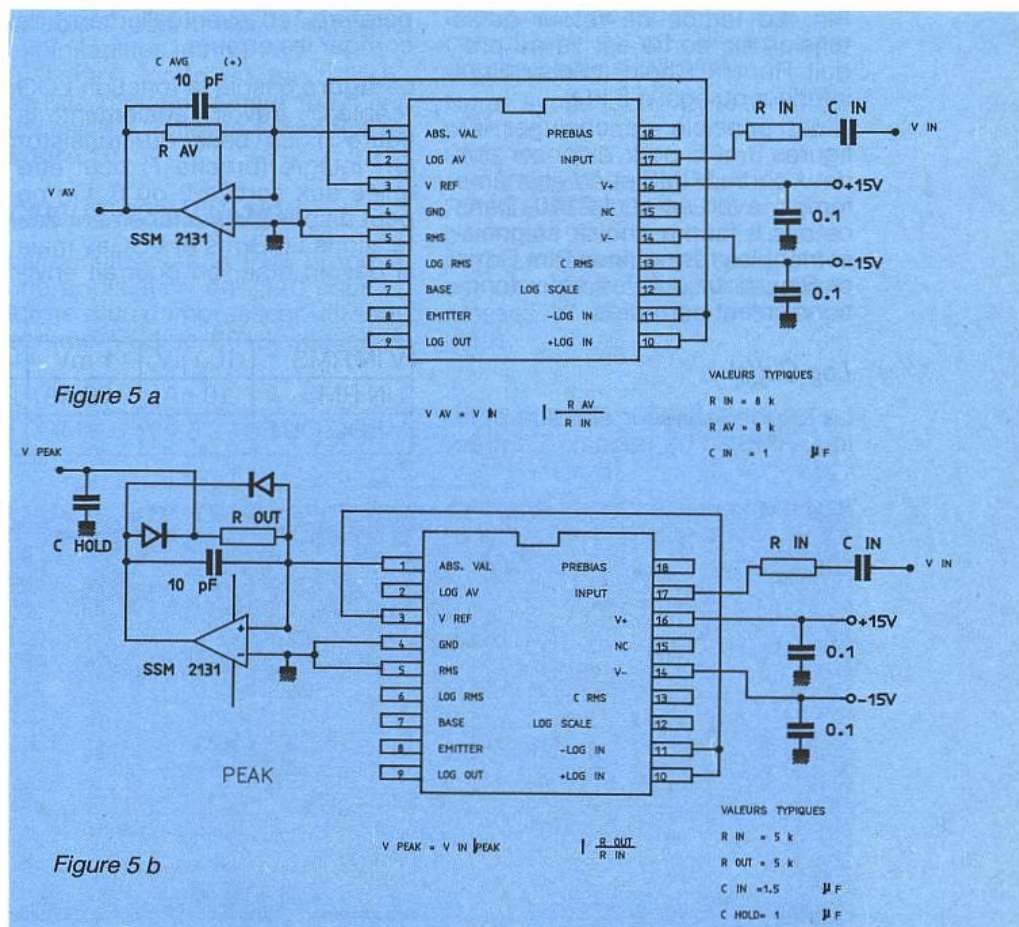 C AVG (+)
10 pF
R AV
V AV
SSM 2131
+
-
1 ABS. VAL
2 LOG AV
3 V REF
4 GND
5 RMS
6 LOG RMS
7 BASE
8 EMITTER
9 LOG OUT
PREBIAS 18
INPUT 17
V+ 16
NC 15
V- 14
C RMS 13
LOG SCALE 12
-LOG IN 11
+LOG IN 10
R IN C IN
V IN
+15V
0.1
-15V
0.1
Figure 5 a
V AV = V IN | R AV
R IN
VALEURS TYPIQUES
R IN = 8 k
R AV = 8 k
C IN = 1 µF
V PEAK
C HOLD
R OUT
10 pF
SSM 2131
+
-
PEAK
1 ABS. VAL
2 LOG AV
3 V REF
4 GND
5 RMS
6 LOG RMS
7 BASE
8 EMITTER
9 LOG OUT
PREBIAS 18
INPUT 17
V+ 16
NC 15
V- 14
C RMS 13
LOG SCALE 12
-LOG IN 11
+LOG IN 10
R IN C IN
V IN
+15V
0.1
-15V
0.1
Figure 5 b
V PEAK = V IN |PEAK | R OUT
R IN
VALEURS TYPIQUES
R IN = 5 k
R OUT = 5 k
C IN =1.5 µF
C HOLD= 1 µF